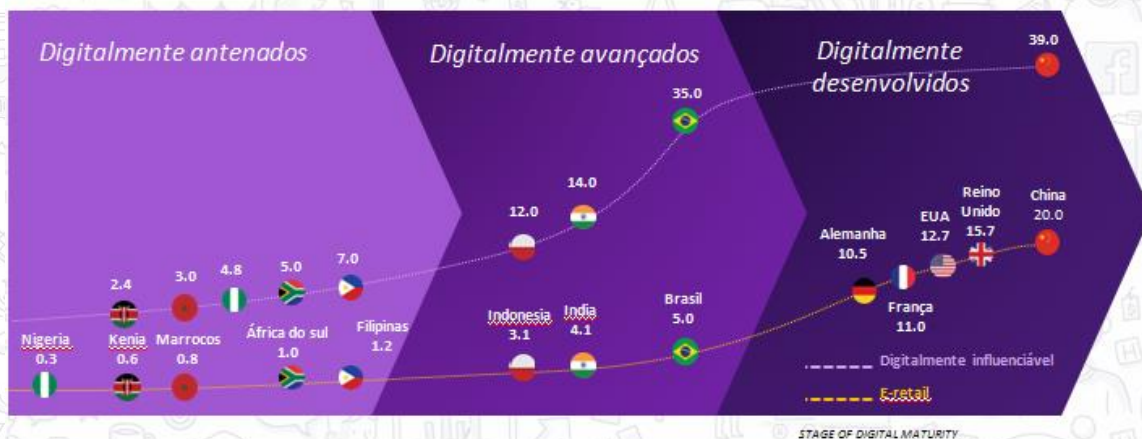 Digitalmente antenados
Digitalmente avançados
Digitalmente
desenvolvidos
39.0
35.0
14.0
12.0
7.0
5.0
4.8
3.0
2.4
Nigeria
0.3
Kenia
0.6
Marrocos
0.8
África do sul
1.0
Filipinas
1.2
Indonesia
3.1
India
4.1
Brasil
5.0
Alemanha
10.5
França
11.0
EUA
12.7
Reino
Unido
15.7
China
20.0
Digitalmente influenciável
E-retail
STAGE OF DIGITAL MATURITY